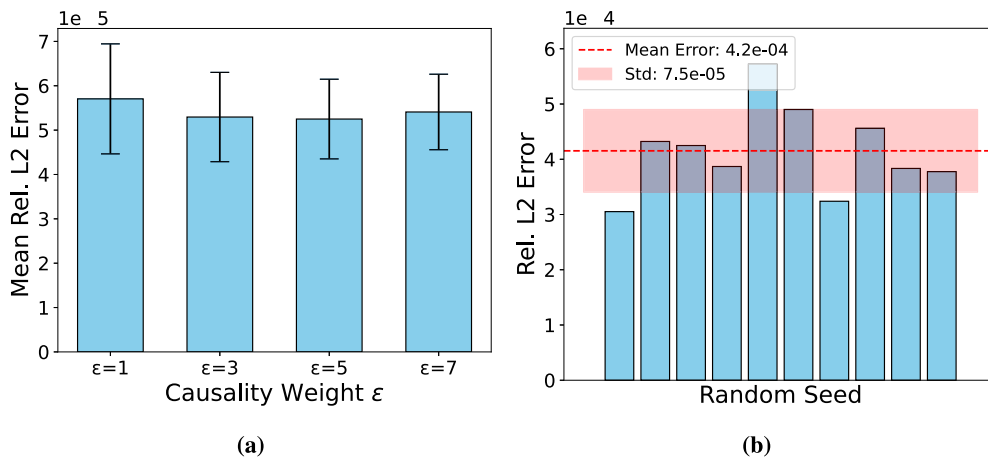 1e 5
7
6
5
4
3
2
1
0
Mean Rel. L2 Error
ε=1 ε=3 ε=5 ε=7
Causality Weight ε
(a)
1e 4
6
5
4
3
2
1
0
Rel. L2 Error
Mean Error: 4.2e-04
Std: 7.5e-05
Random Seed
(b)